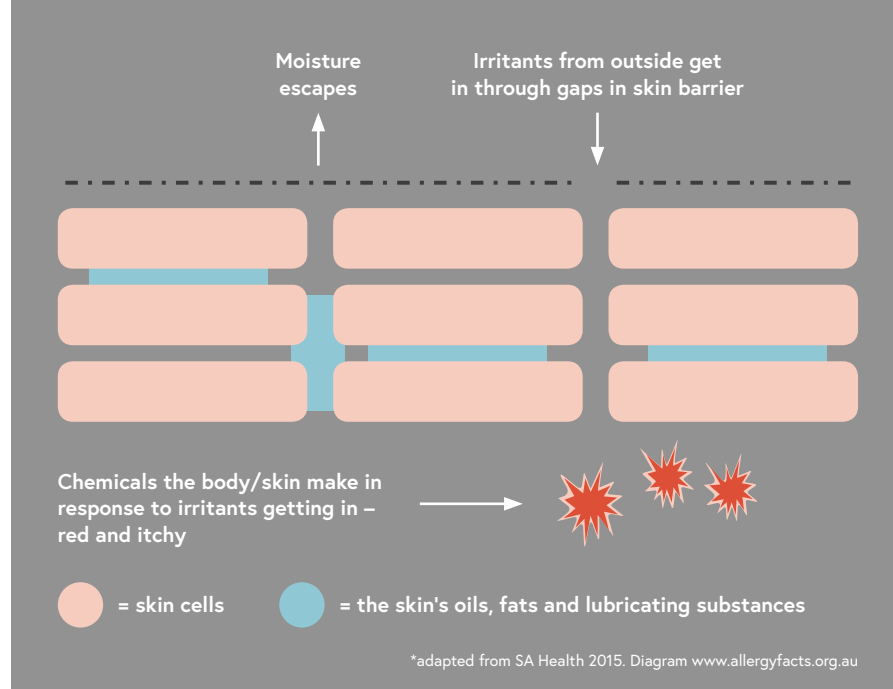 Moisture
escapes
Irritants from outside get
in through gaps in skin barrier
Chemicals the body/skin make in
response to irritants getting in –
red and itchy
= skin cells
= the skin's oils, fats and lubricating substances
*adapted from SA Health 2015. Diagram www.allergyfacts.org.au